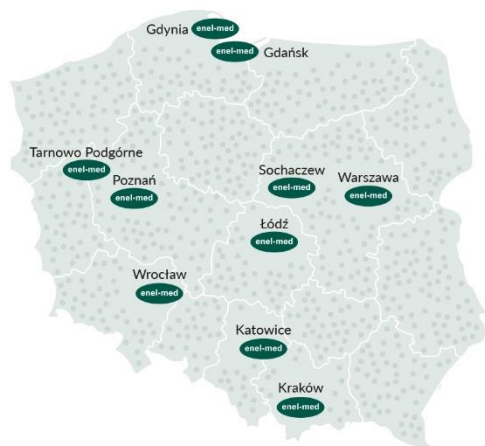 Gdynia
enel-med
enel-med
Gdańsk
Tarnowo Podgórne
enel-med
Poznań
enel-med
Sochaczew
enel-med
Warszawa
enel-med
Łódź
enel-med
Wrocław
enel-med
Katowice
enel-med
Kraków
enel-med